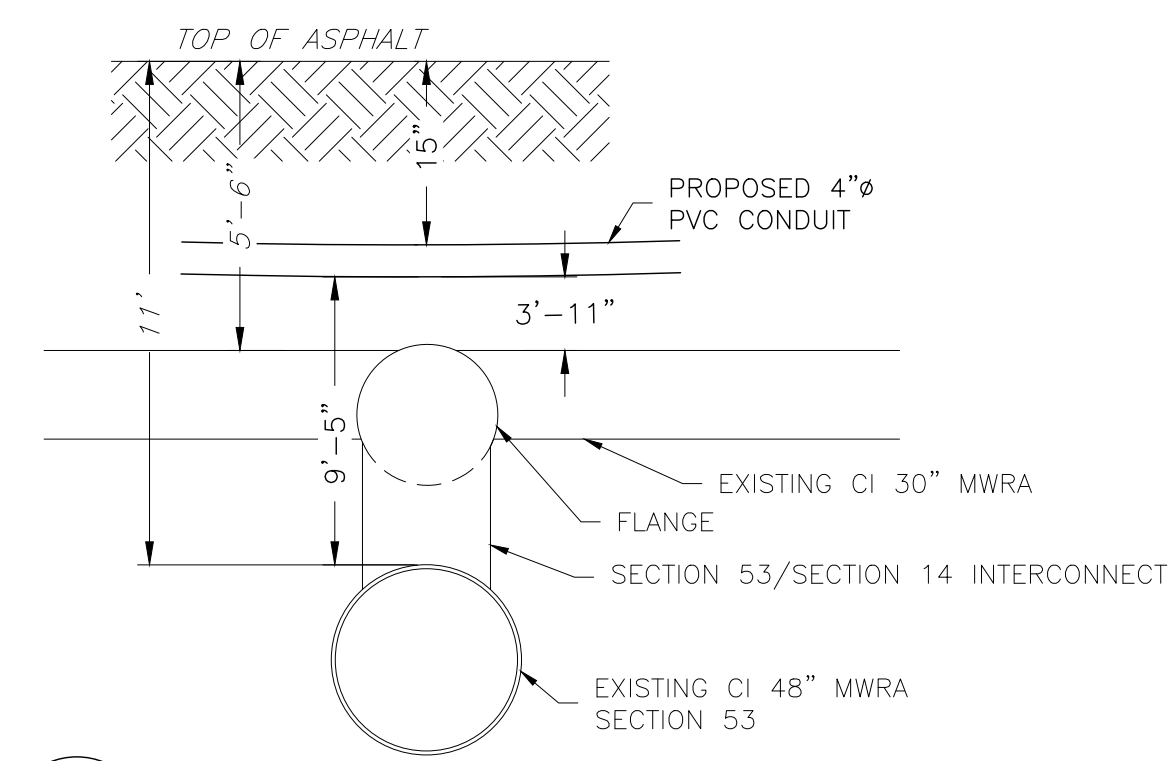 TOP OF ASPHALT
15”
5’-6”
PROPOSED 4”ø
PVC CONDUIT
11’
3’-11”
9’-5”
EXISTING CI 30” MWRA
FLANGE
SECTION 53/SECTION 14 INTERCONNECT
EXISTING CI 48” MWRA
SECTION 53